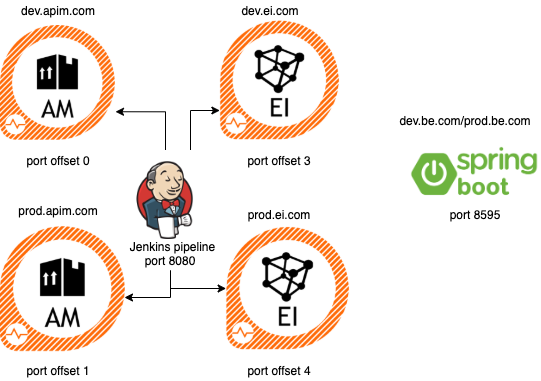 dev.apim.com
dev.ei.com
AM
EI
dev.be.com/prod.be.com
port offset 0
port offset 3
spring
boot
port 8595
prod.apim.com
prod.ei.com
Jenkins pipeline
port 8080
AM
EI
port offset 1
port offset 4